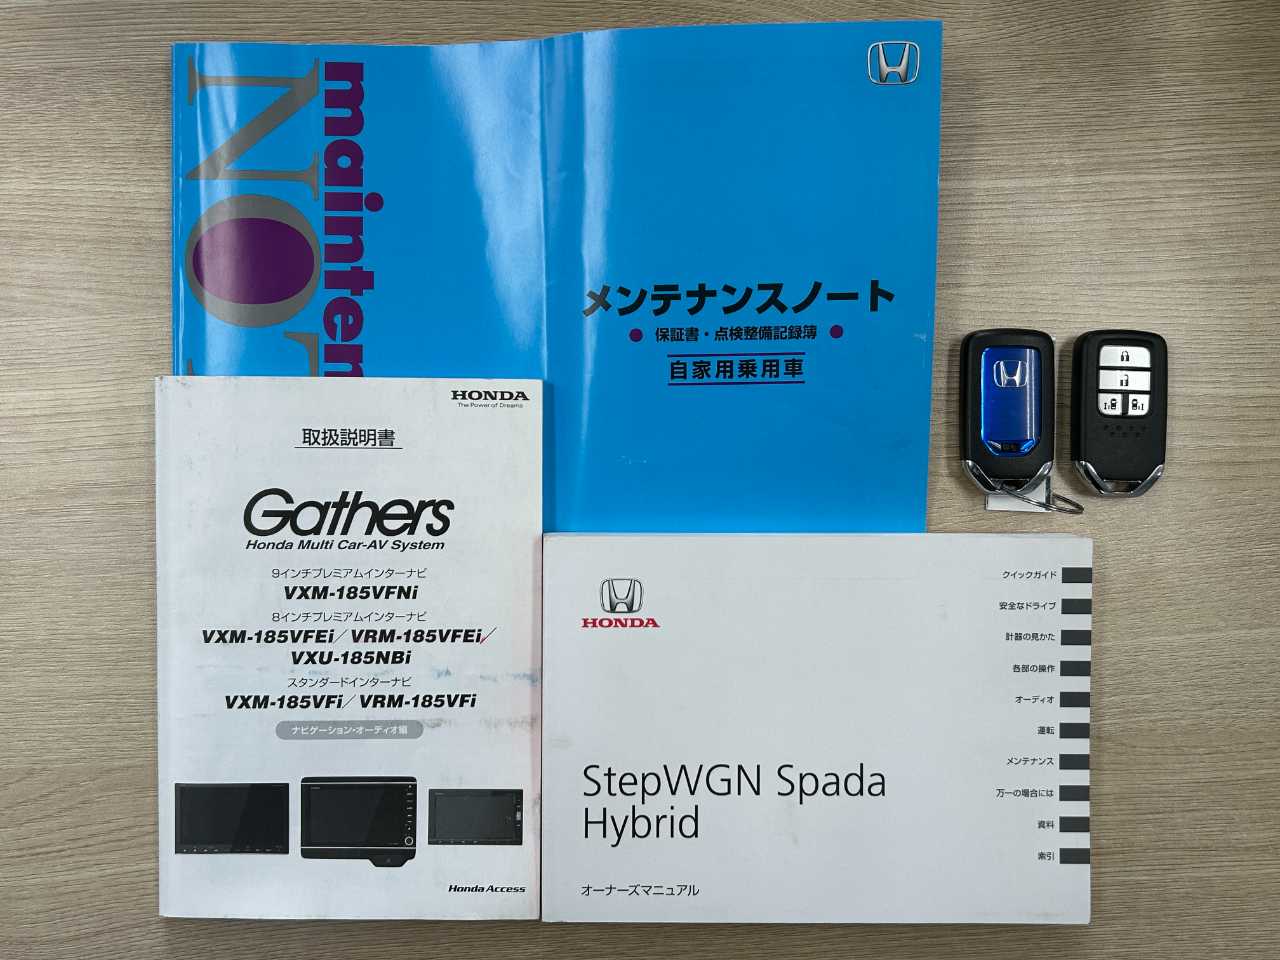 mainten
NOT
メンテナンスノート
● 保証書・点検整備記録簿 ●
自家用乗用車
HONDA
The Power of Dreams
取扱説明書
Gathers
Honda Multi Car-AV System
9インチプレミアムインターナビ
VXM-185VFNi
8インチプレミアムインターナビ
VXM-185VFEi/VRM-185VFEi/
VXU-185NBi
スタンダードインターナビ
VXM-185VFi/VRM-185VFi
ナビゲーション・オーディオ編
Honda Access
HONDA
StepWGN Spada
Hybrid
オーナーズマニュアル
クイックガイド
安全なドライブ
計器の見かた
各部の操作
オーディオ
運転
メンテナンス
万一の場合には
資料
索引